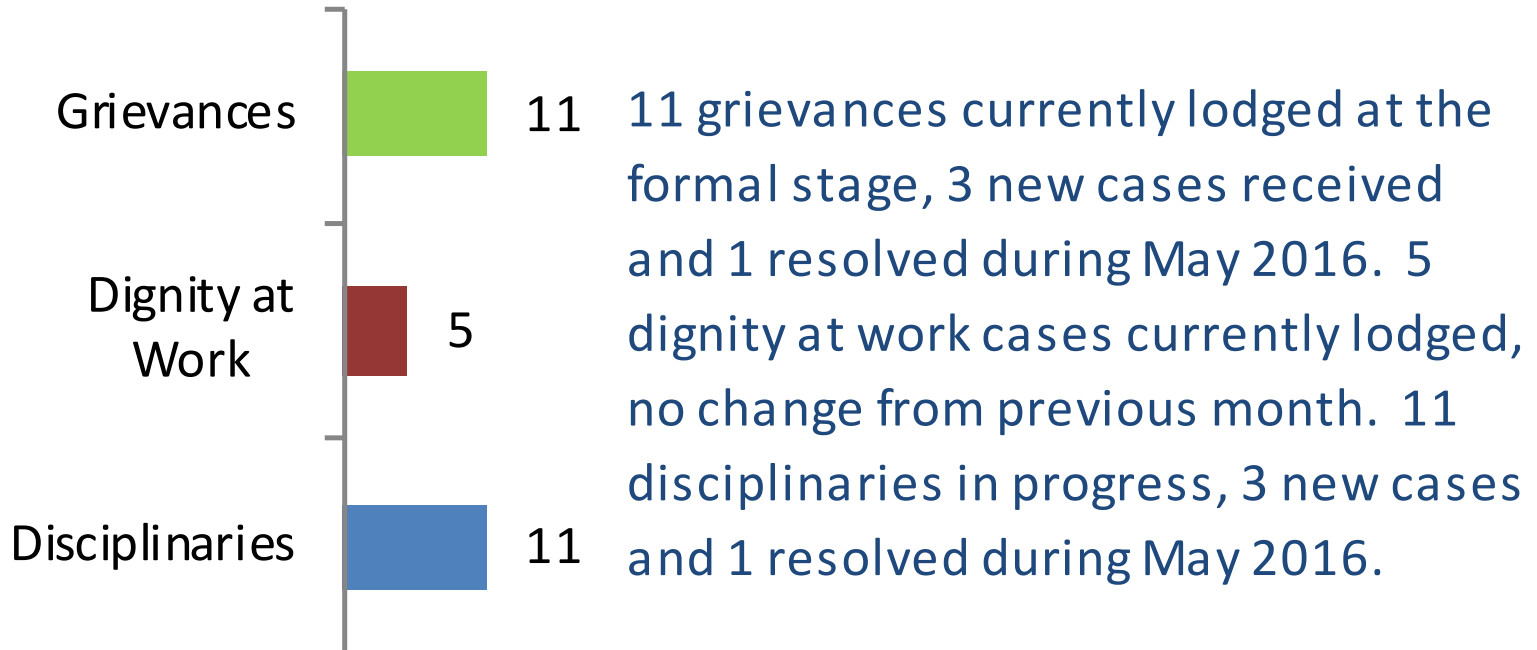 Grievances
11
Dignity at
Work
5
Disciplinaries
11
11 grievances currently lodged at the
formal stage, 3 new cases received
and 1 resolved during May 2016.  5
dignity at work cases currently lodged,
no change from previous month.  11
disciplinaries in progress, 3 new cases
and 1 resolved during May 2016.